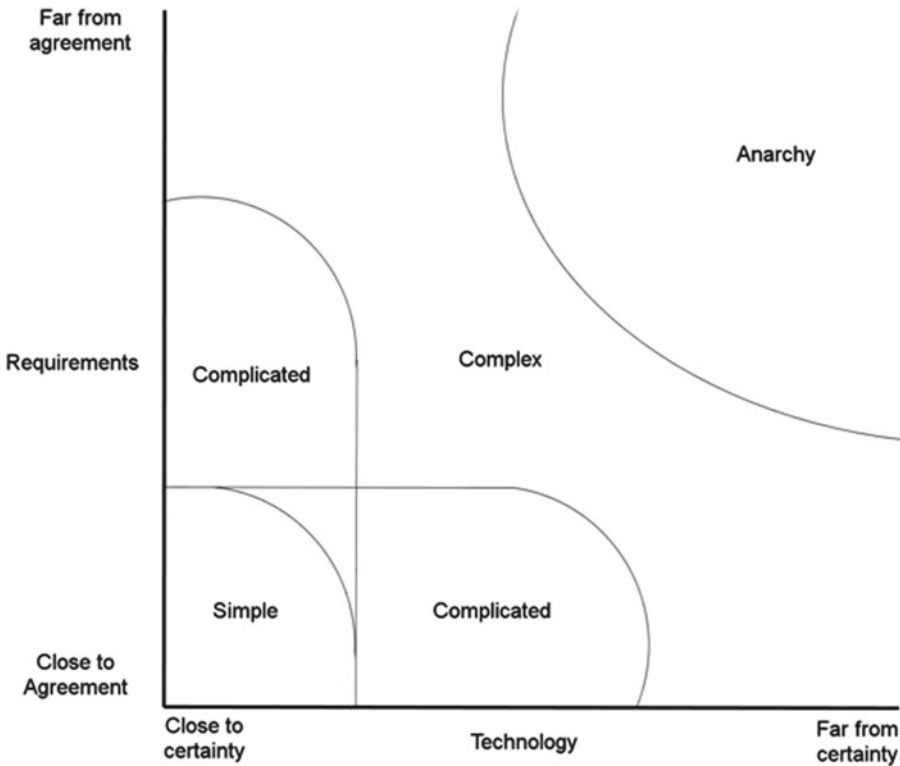 Far from
agreement
Anarchy
Requirements
Complicated
Complex
Simple
Complicated
Close to
Agreement
Close to
certainty
Technology
Far from
certainty